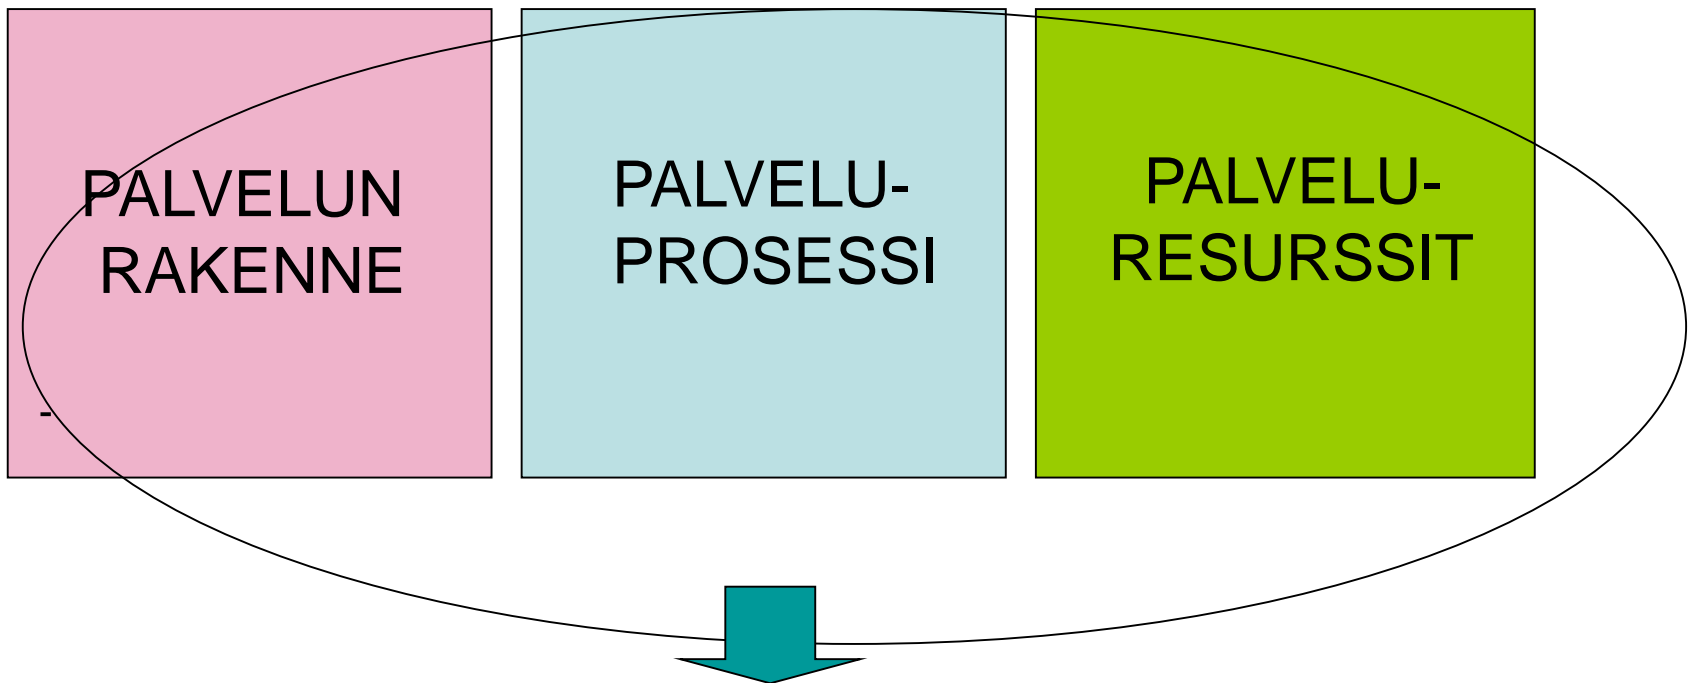 PALVELUN
RAKENNE
-
PALVELU-
PROSESSI
PALVELU-
RESURSSIT